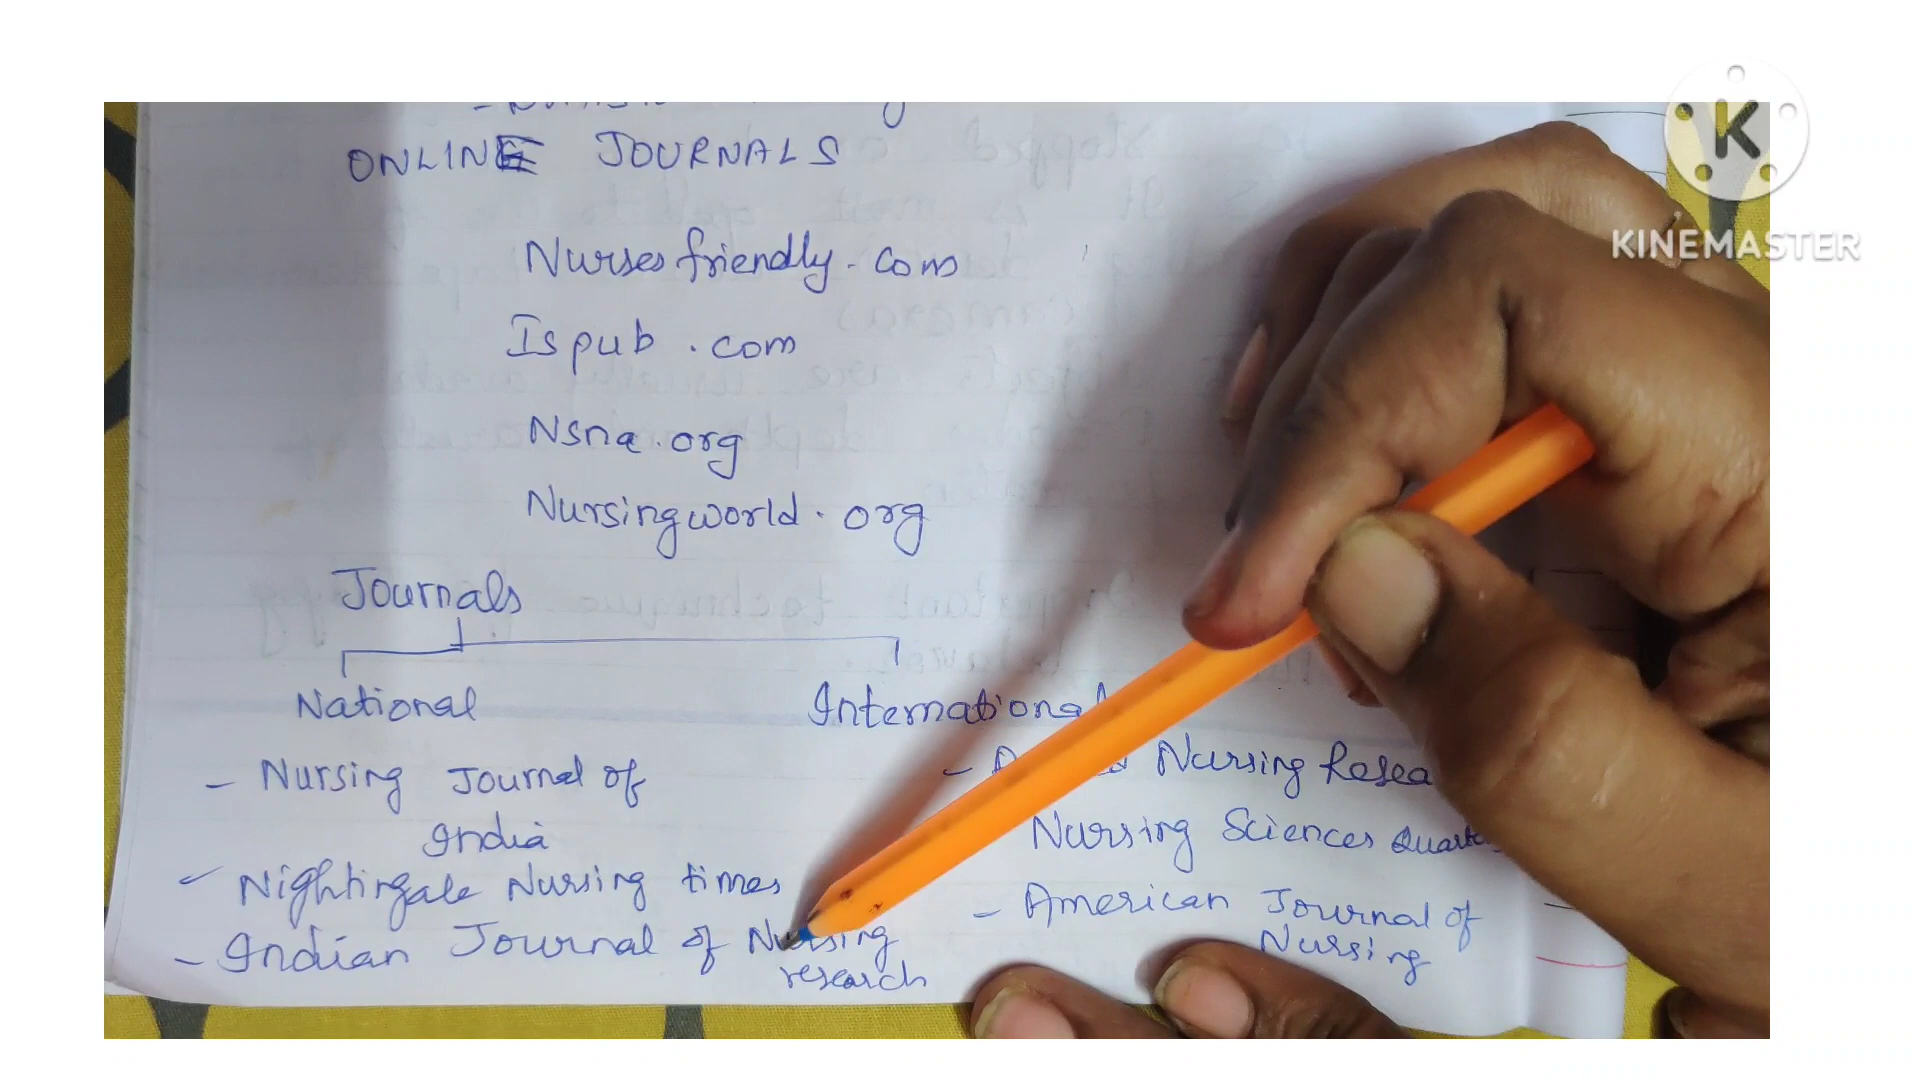 ONLINE JOURNALS
Nursesfriendly.com
Ispub.com
Nsna.org
Nursingworld.org
Journals
National International
- Nursing Journal of
India
- Nursing Resea
Nursing Sciences Quart
- Nightingale Nursing times
- American Journal of
Nursing
- Indian Journal of Nursing
research
K
KINEMASTER